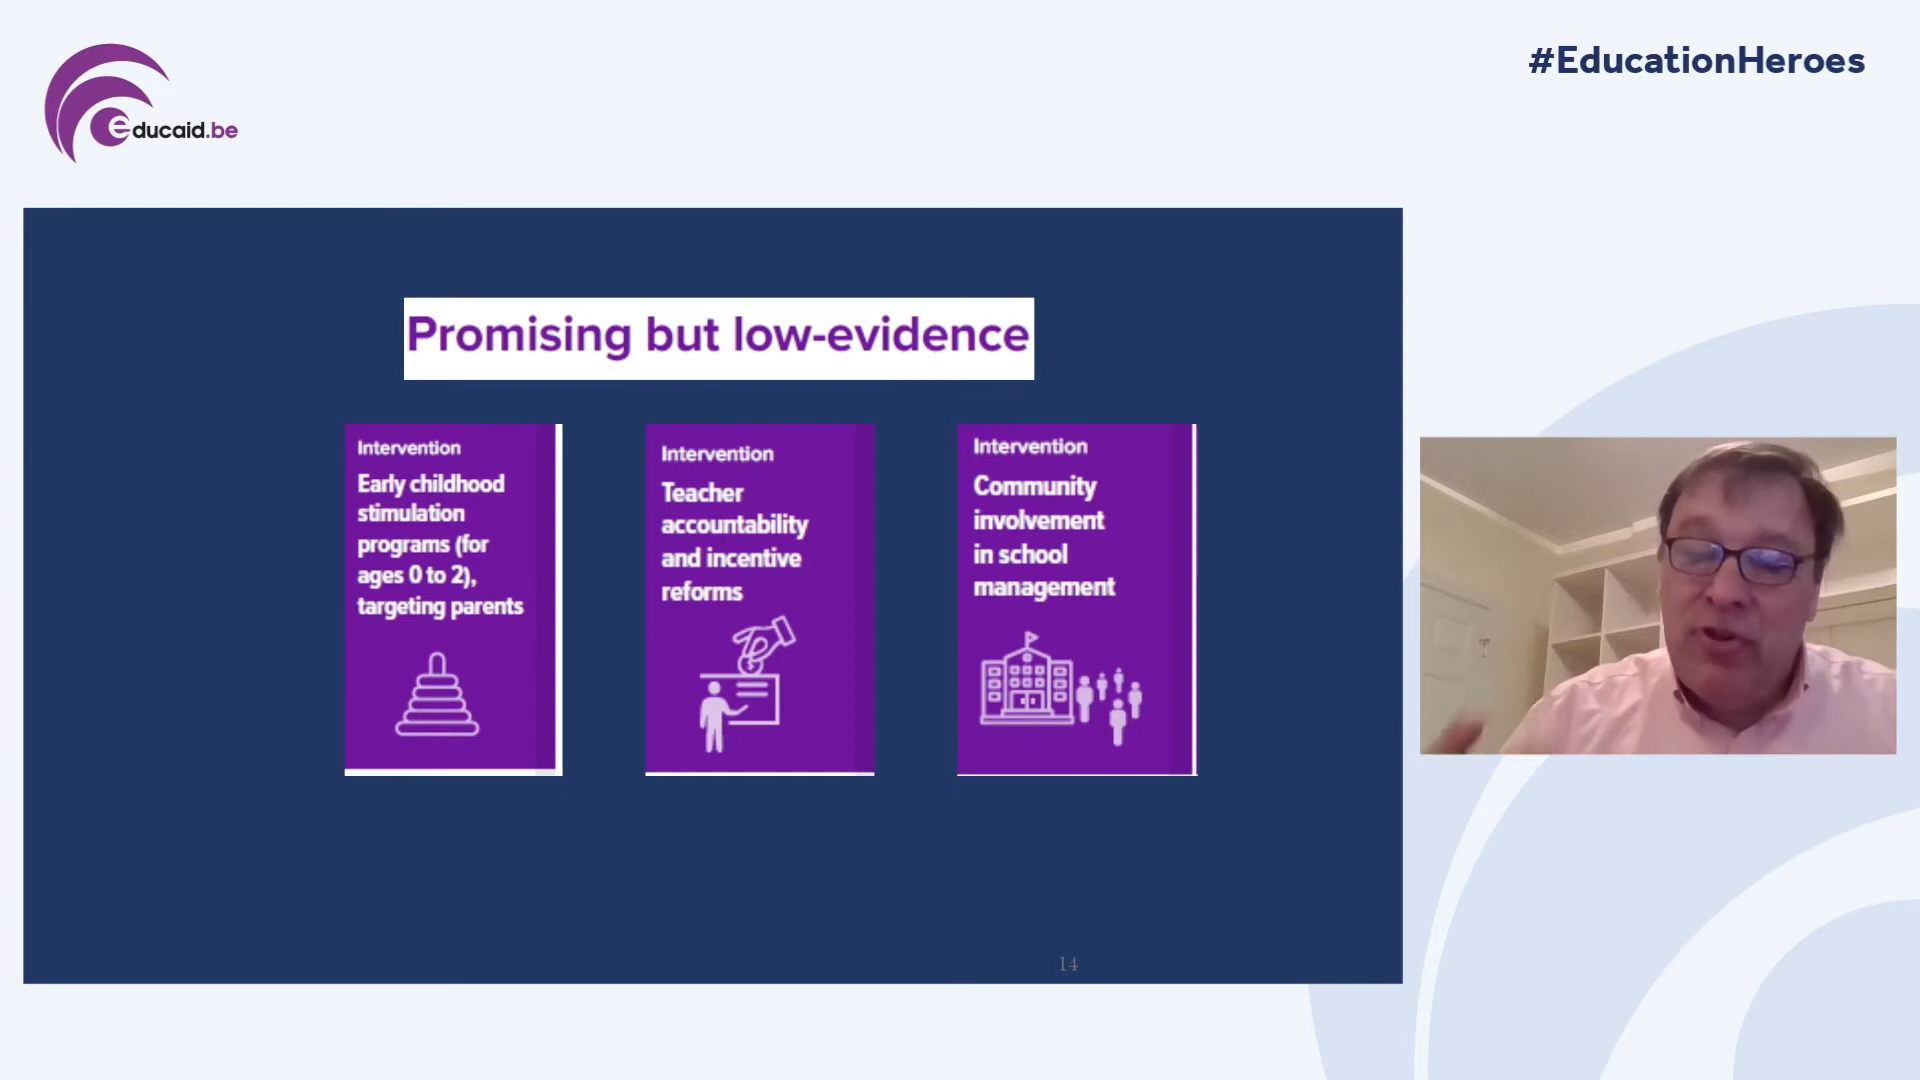 educaid.be
#EducationHeroes
Promising but low-evidence
Intervention
Early childhood
stimulation
programs (for
ages 0 to 2),
targeting parents
Intervention
Teacher
accountability
and incentive
reforms
Intervention
Community
involvement
in school
management
14